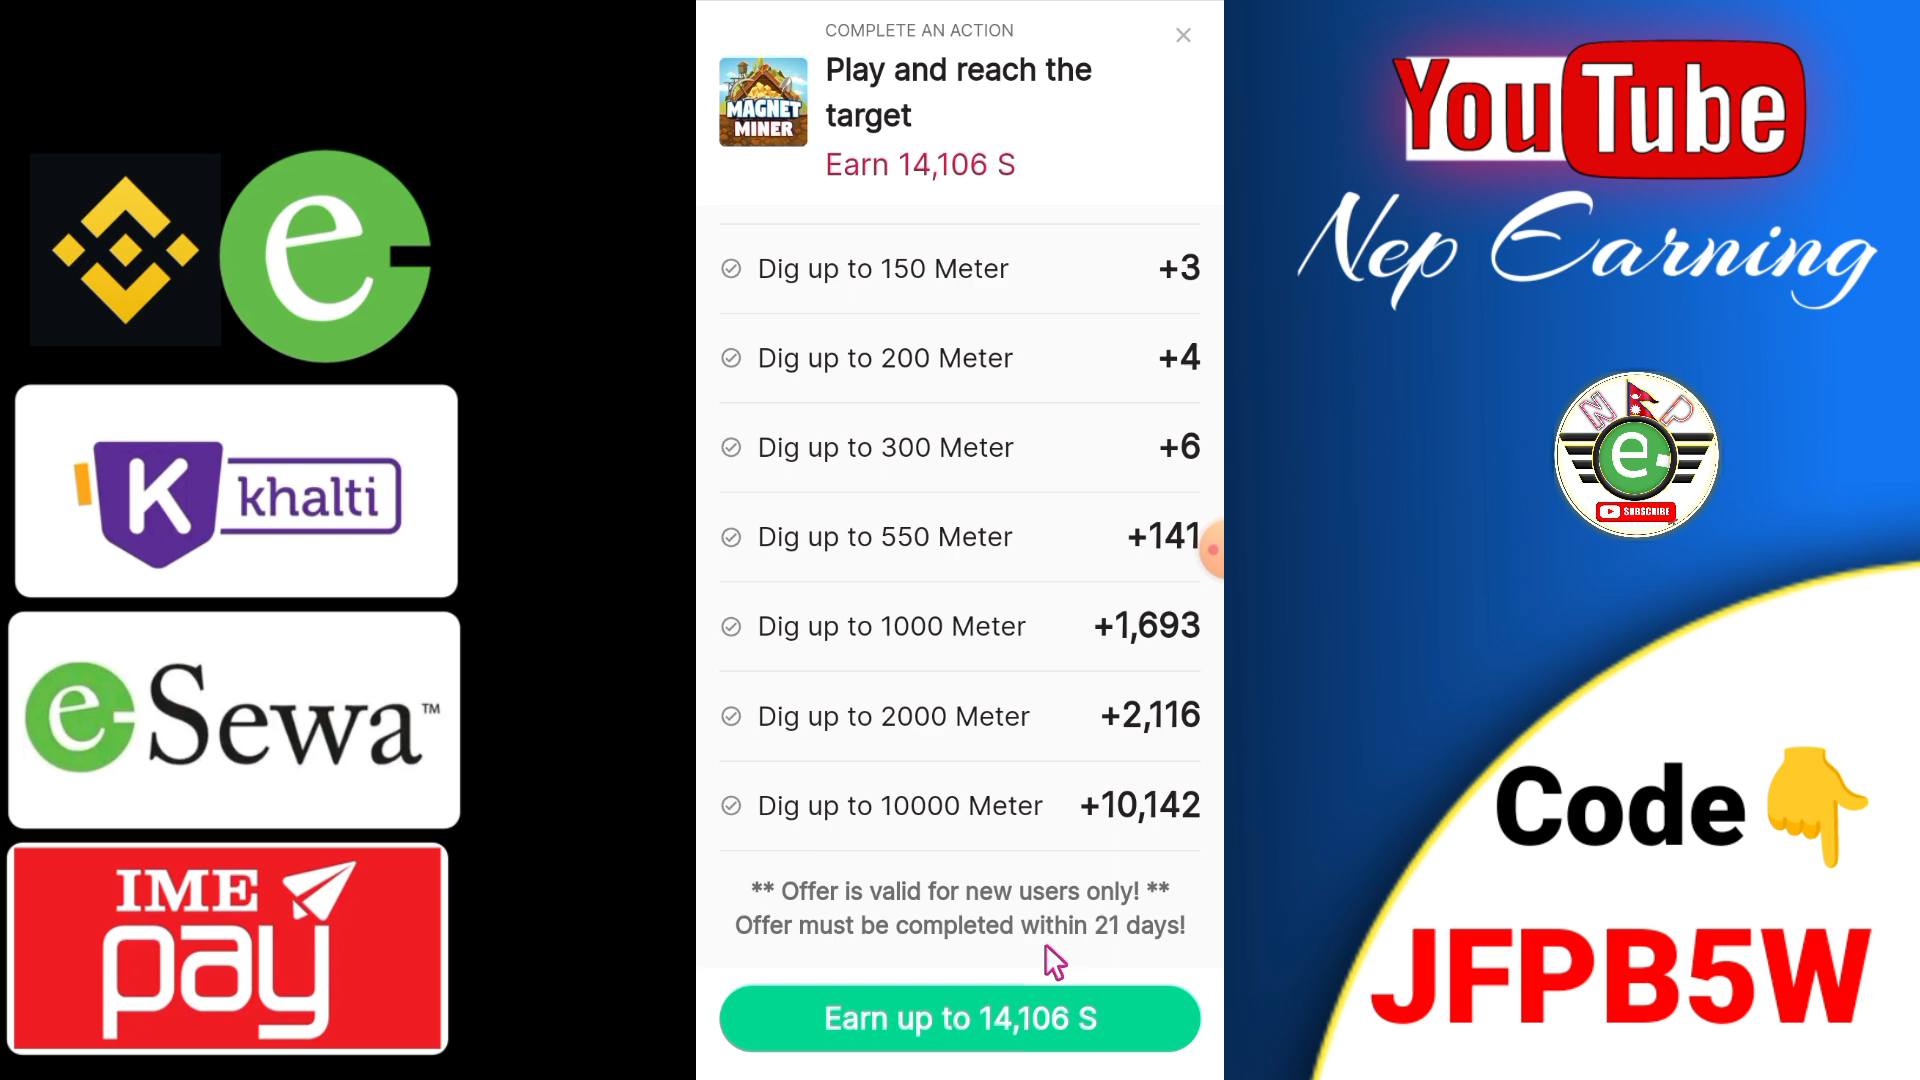 e
K khalti
eSewa™
IME
pay
COMPLETE AN ACTION
MAGNET
MINER
Play and reach the
target
Earn 14,106 S
Dig up to 150 Meter +3
Dig up to 200 Meter +4
Dig up to 300 Meter +6
Dig up to 550 Meter +141
Dig up to 1000 Meter +1,693
Dig up to 2000 Meter +2,116
Dig up to 10000 Meter +10,142
** Offer is valid for new users only! **
Offer must be completed within 21 days!
Earn up to 14,106 S
YouTube
Nep Earning
N P
e
SUBSCRIBE
Code
JFPB5W